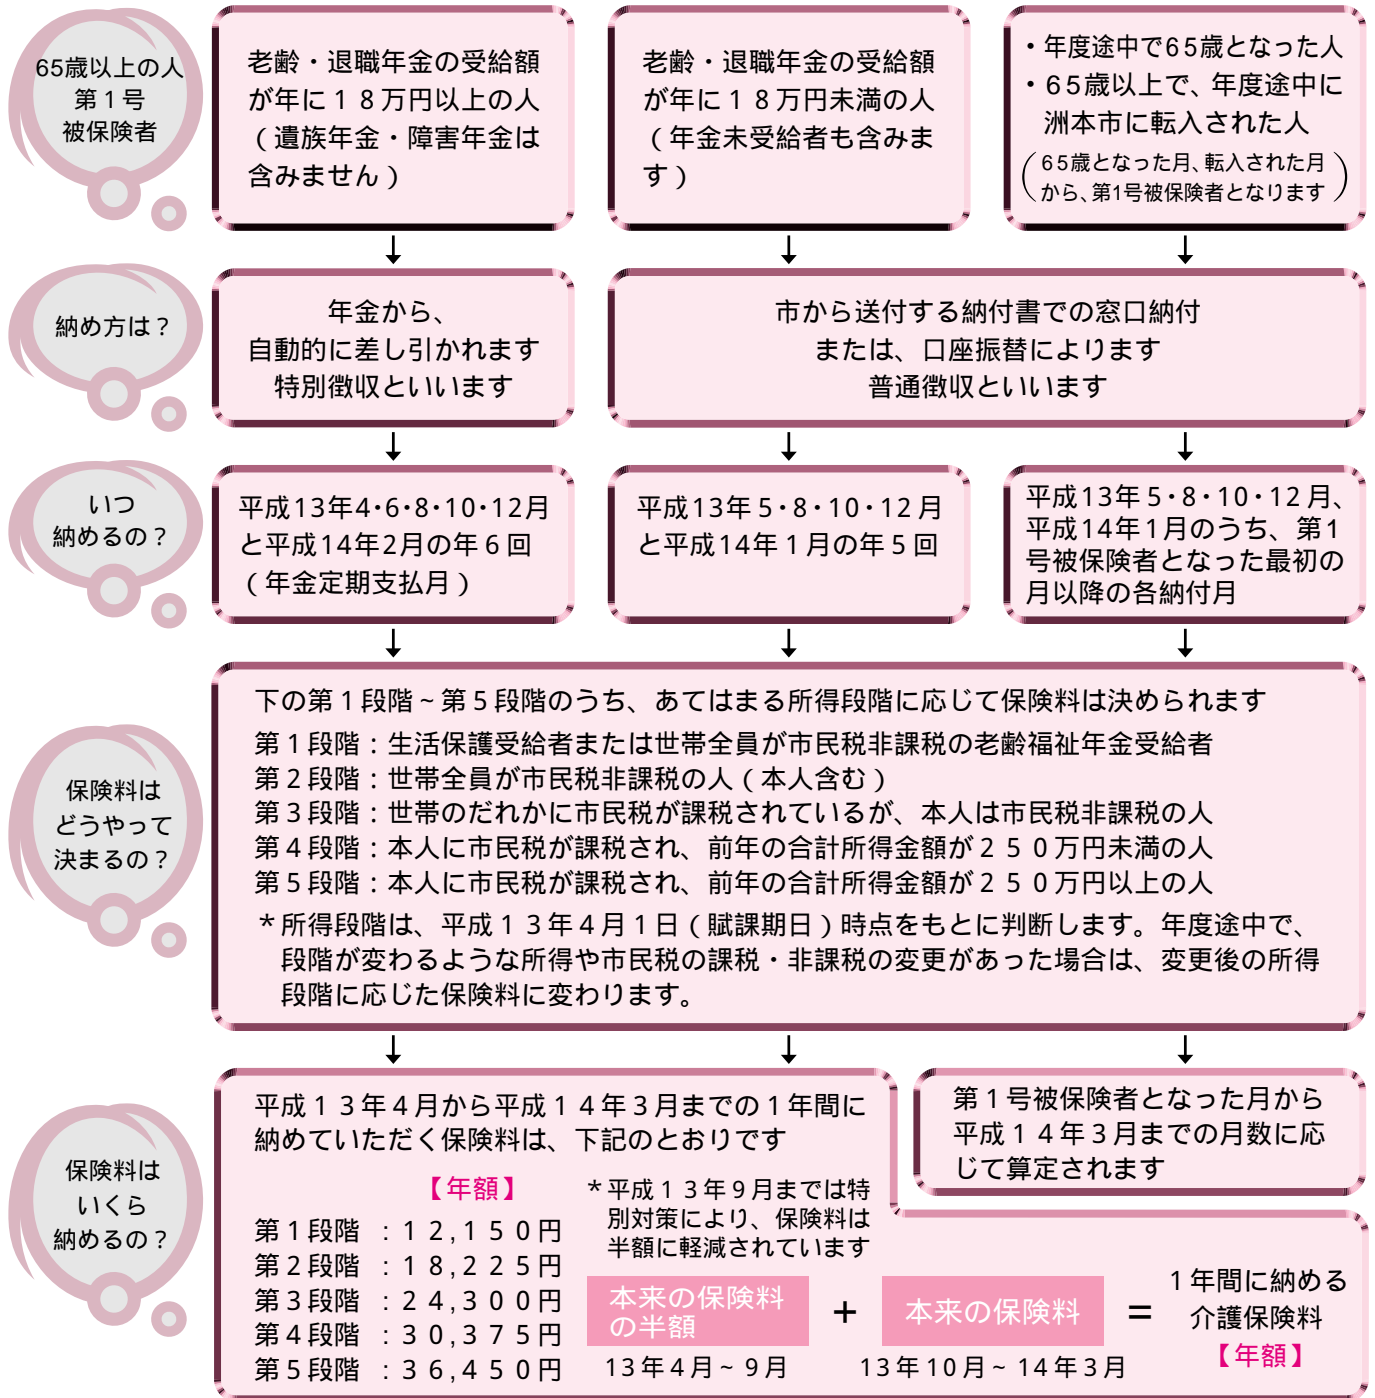 65歳以上の人
第1号
被保険者
老齢・退職年金の受給額
が年に18万円以上の人
(遺族年金・障害年金は
含みません)
老齢・退職年金の受給額
が年に18万円未満の人
(年金未受給者も含みま
す)
・年度途中で65歳となった人
・65歳以上で、年度途中に
洲本市に転入された人
(65歳となった月、転入された月
から、第1号被保険者となります)
納め方は?
年金から、
自動的に差し引かれます
特別徴収といいます
市から送付する納付書での窓口納付
または、口座振替によります
普通徴収といいます
いつ
納めるの?
平成13年4・6・8・10・12月
と平成14年2月の年6回
(年金定期支払月)
平成13年5・8・10・12月
と平成14年1月の年5回
平成13年5・8・10・12月、
平成14年1月のうち、第1
号被保険者となった最初の
月以降の各納付月
保険料は
どうやって
決まるの?
下の第1段階~第5段階のうち、あてはまる所得段階に応じて保険料は決められます
第1段階:生活保護受給者または世帯全員が市民税非課税の老齢福祉年金受給者
第2段階:世帯全員が市民税非課税の人(本人含む)
第3段階:世帯のだれかに市民税が課税されているが、本人は市民税非課税の人
第4段階:本人に市民税が課税され、前年の合計所得金額が250万円未満の人
第5段階:本人に市民税が課税され、前年の合計所得金額が250万円以上の人
*所得段階は、平成13年4月1日(賦課期日)時点をもとに判断します。年度途中で、
段階が変わるような所得や市民税の課税・非課税の変更があった場合は、変更後の所得
段階に応じた保険料に変わります。
保険料は
いくら
納めるの?
平成13年4月から平成14年3月までの1年間に
納めていただく保険料は、下記のとおりです
【年額】
第1段階 :12,150円
第2段階 :18,225円
第3段階 :24,300円
第4段階 :30,375円
第5段階 :36,450円
*平成13年9月までは特
別対策により、保険料は
半額に軽減されています
本来の保険料
の半額
13年4月~9月
+
本来の保険料
13年10月~14年3月
=
1年間に納める
介護保険料
【年額】
第1号被保険者となった月から
平成14年3月までの月数に応
じて算定されます